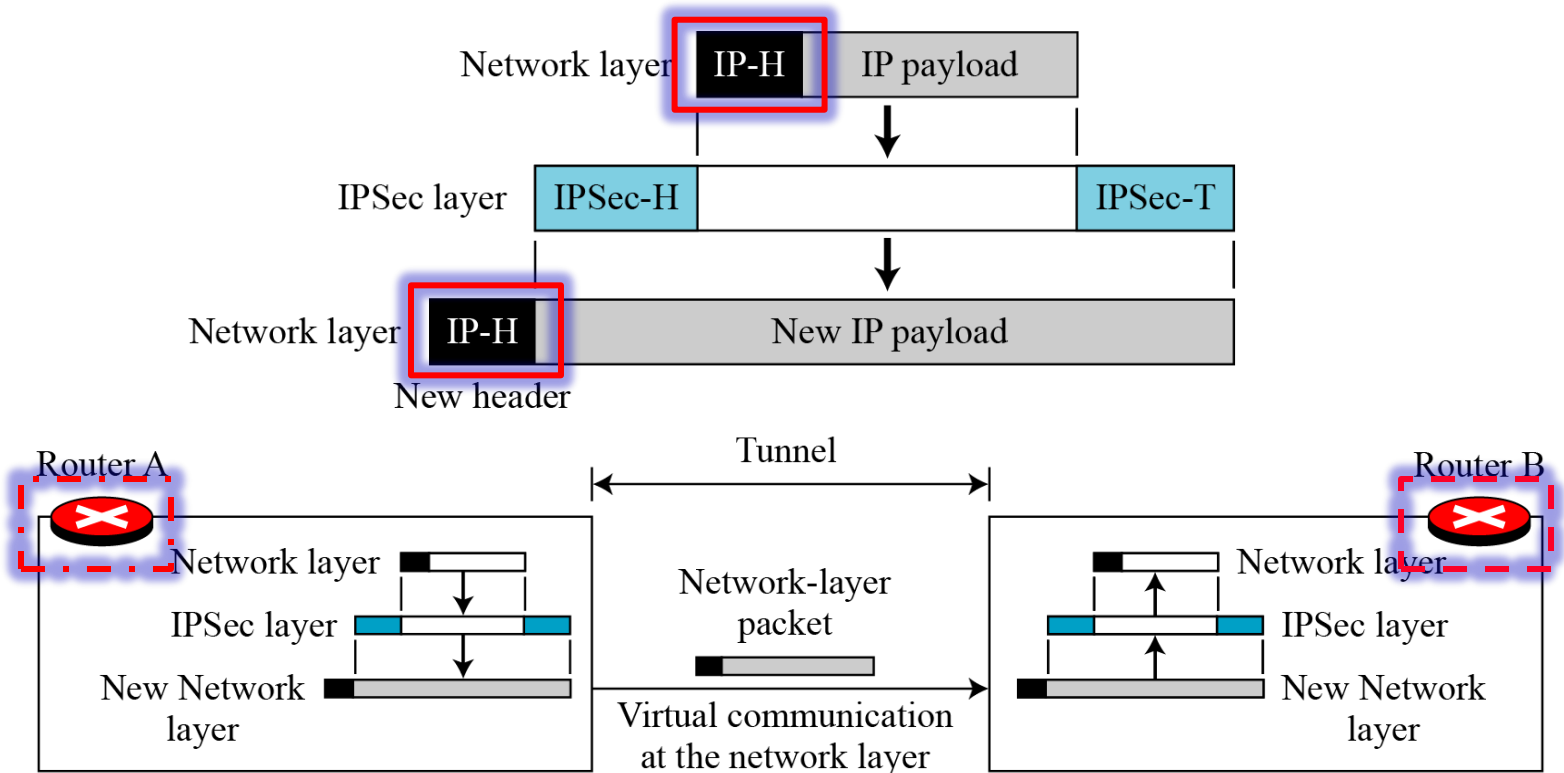 Network layer IP-H IP payload
IPSec layer IPSec-H IPSec-T
Network layer IP-H New IP payload
New header
Router A
Tunnel
Router B
Network layer
IPSec layer
New Network
layer
Network-layer
packet
Virtual communication
at the network layer
Network layer
IPSec layer
New Network
layer